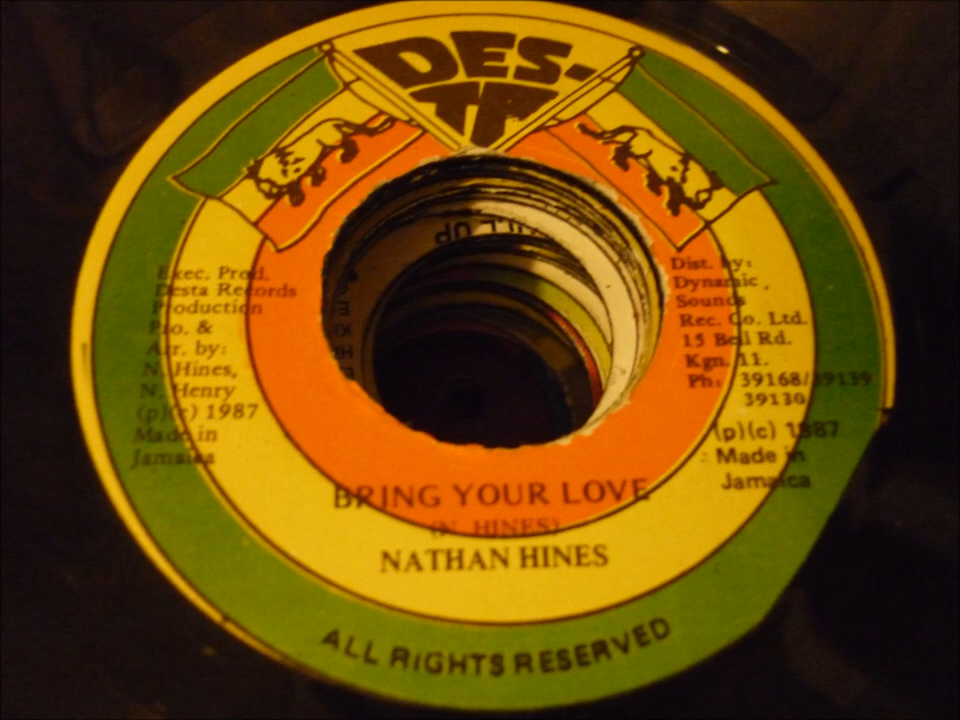 DES-
TR
Exec. Prod.
Desta Records
Production
Pro. &
Arr. by:
N. Hines,
N. Henry
(p)(c) 1987
Made in
Jamaica
Dist. by:
Dynamic
Sounds
Rec. Co. Ltd.
15 Bell Rd.
Kgn. 11.
Ph: 39168/39139
39130
(p)(c) 1987
Made in
Jamaica
BRING YOUR LOVE
(N. HINES)
NATHAN HINES
ALL RIGHTS RESERVED
UP